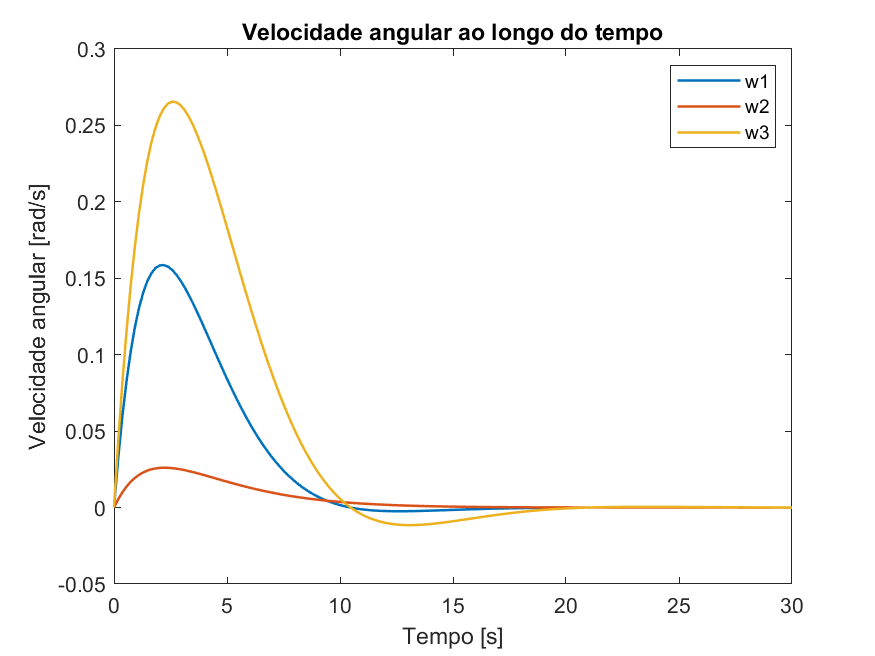 Velocidade angular ao longo do tempo
0.3
0.25
0.2
0.15
0.1
0.05
0
-0.05
Velocidade angular [rad/s]
w1
w2
w3
0 5 10 15 20 25 30
Tempo [s]